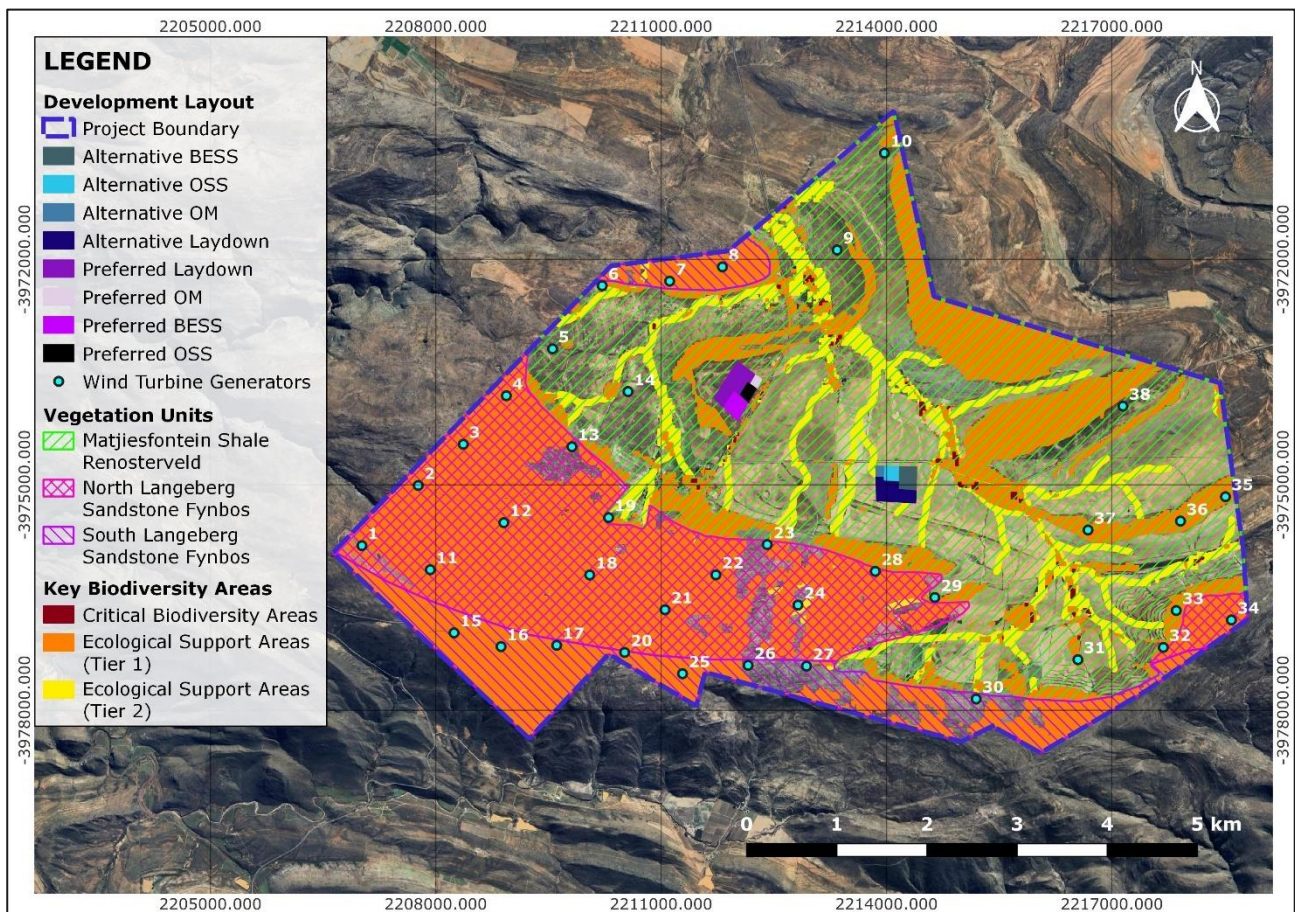 2205000.000 2208000.000 2211000.000 2214000.000 2217000.000
LEGEND
Development Layout
Project Boundary
Alternative BESS
Alternative OSS
Alternative OM
Alternative Laydown
Preferred Laydown
Preferred OM
Preferred BESS
Preferred OSS
Wind Turbine Generators
Vegetation Units
Matjiesfontein Shale
Renosterveld
North Langeberg
Sandstone Fynbos
South Langeberg
Sandstone Fynbos
Key Biodiversity Areas
Critical Biodiversity Areas
Ecological Support Areas
(Tier 1)
Ecological Support Areas
(Tier 2)
N
-3972000.000
-3975000.000
-3978000.000
-3972000.000
-3975000.000
-3978000.000
10
9
8
7
6
5
14
4
38
13
3
2
35
36
37
19
12
23
1
11
18
22
28
29
24
33
21
34
15
16
17
20
32
31
26
27
25
30
0 1 2 3 4 5 km
2205000.000 2208000.000 2211000.000 2214000.000 2217000.000